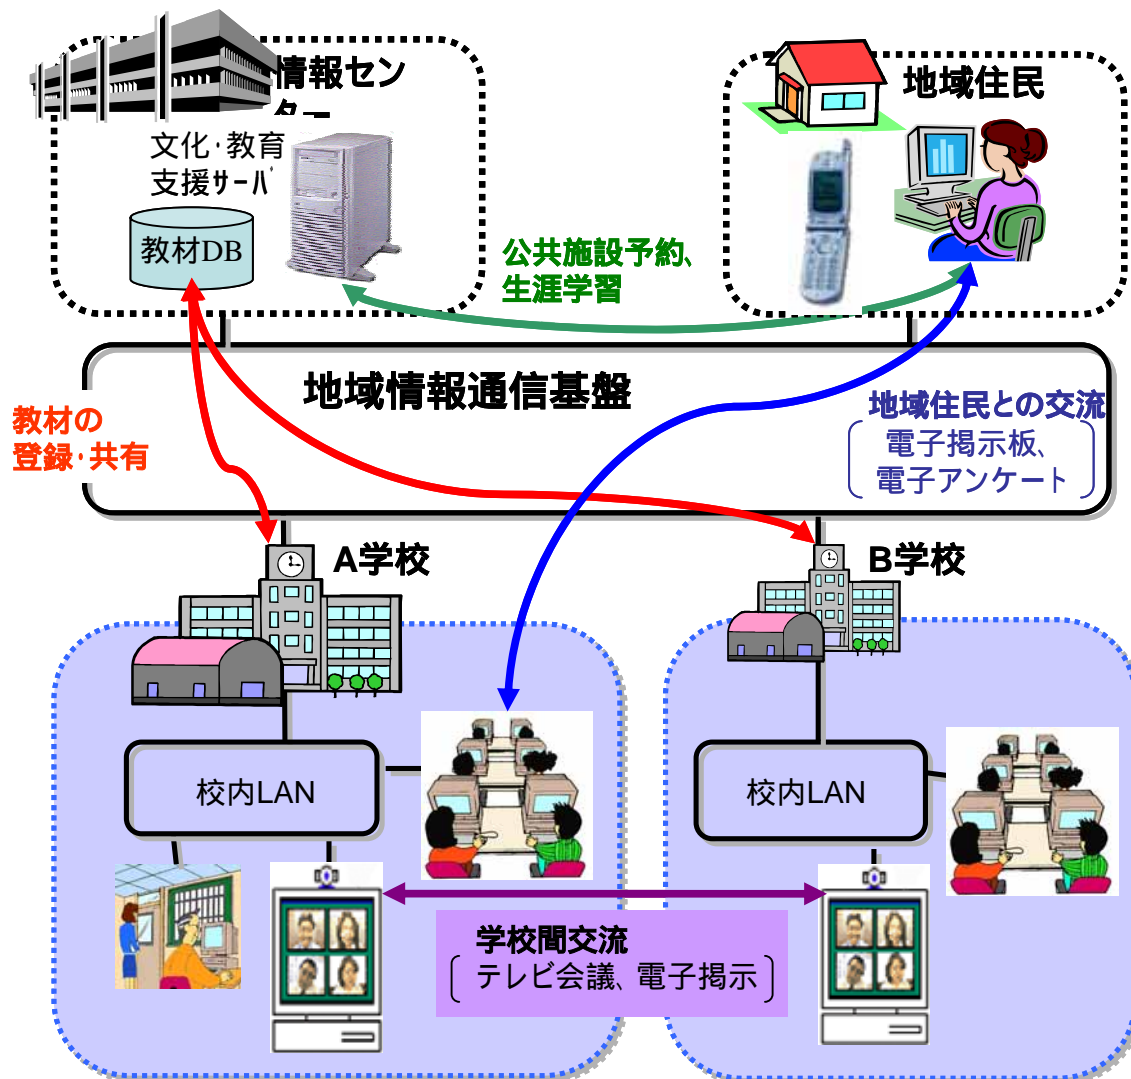 情報セン
ター
地域住民
文化・教育
支援サーバ
教材DB
公共施設予約、
生涯学習
地域情報通信基盤
教材の
登録・共有
地域住民との交流
電子掲示板、
電子アンケート
A学校
B学校
校内LAN
校内LAN
学校間交流
テレビ会議、電子掲示